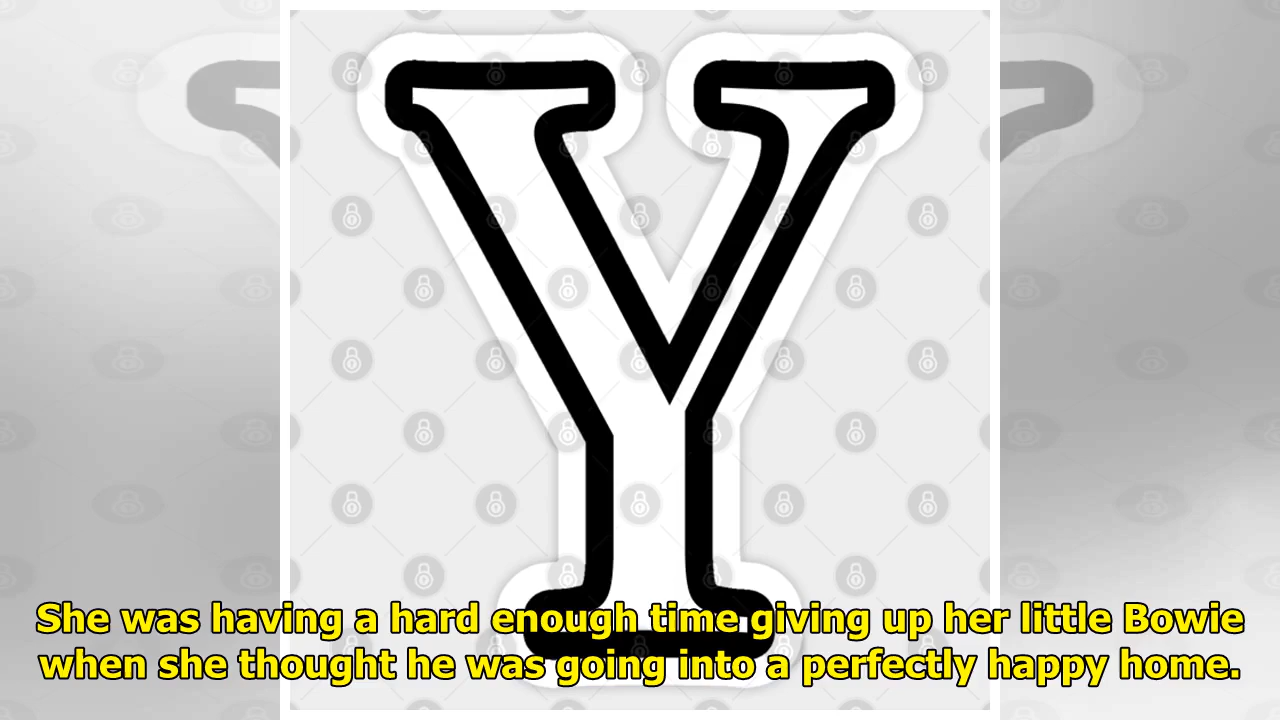 Y
She was having a hard enough time giving up her little Bowie
when she thought he was going into a perfectly happy home.